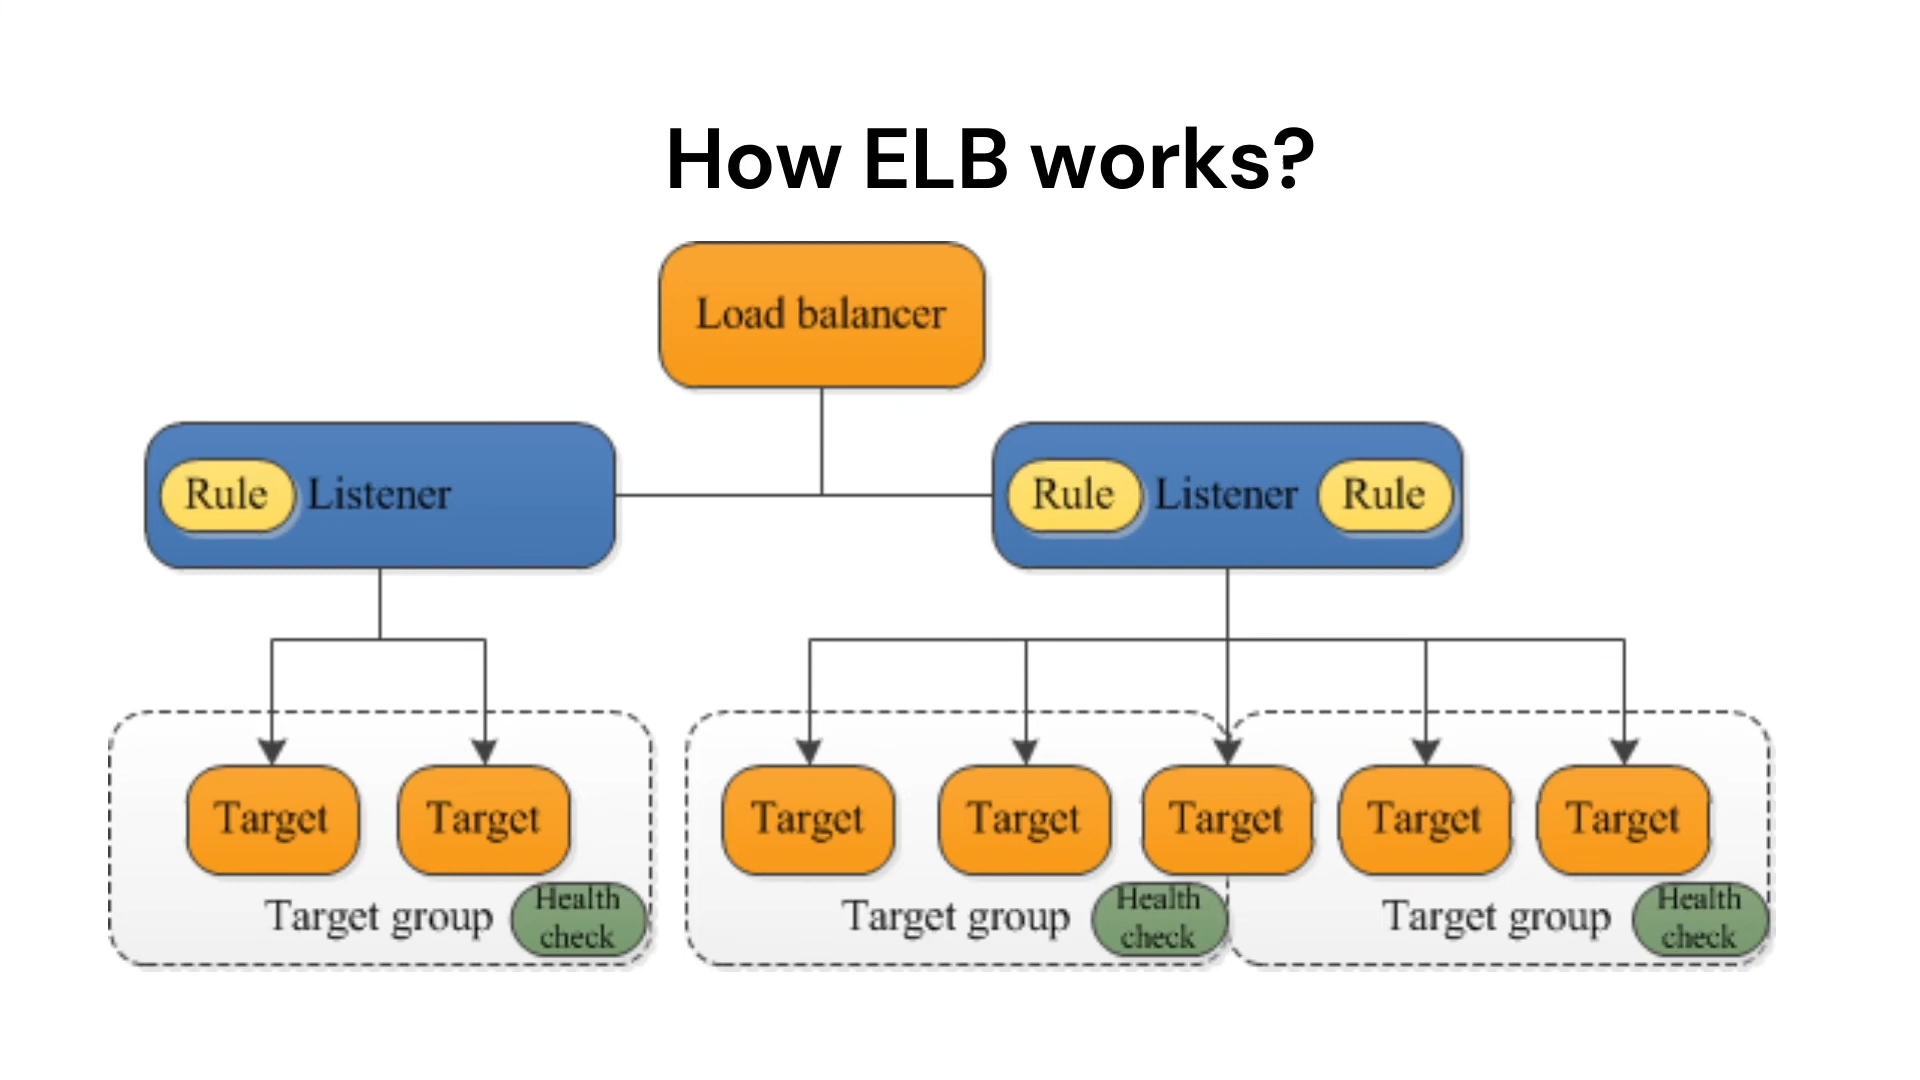 How ELB works?
Load balancer
Rule Listener
Rule Listener Rule
Target Target
Target Target Target Target Target
Target group
Health
check
Target group
Health
check
Target group
Health
check